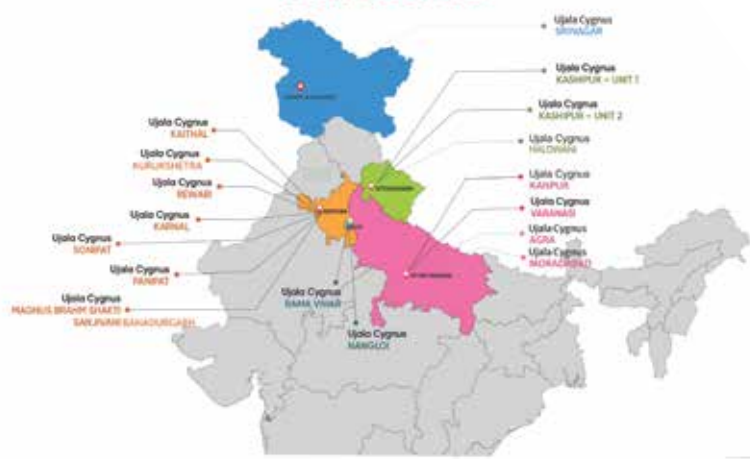 Ujala Cygnus
SRINAGAR
Ujala Cygnus
KASHIPUR - UNIT 1
Ujala Cygnus
KASHIPUR - UNIT 2
Ujala Cygnus
HALDWANI
Ujala Cygnus
KANPUR
Ujala Cygnus
VARANASI
Ujala Cygnus
AGRA
Ujala Cygnus
MORADABAD
Ujala Cygnus
KAITHAL
Ujala Cygnus
KURUKSHETRA
Ujala Cygnus
REWARI
Ujala Cygnus
KARNAL
Ujala Cygnus
SONIPAT
Ujala Cygnus
PANIPAT
Ujala Cygnus
BRAHM SHAKTI
SANJIVANI BAHADURGARH
Ujala Cygnus
RAMA VIHAR
Ujala Cygnus
NANGLOI